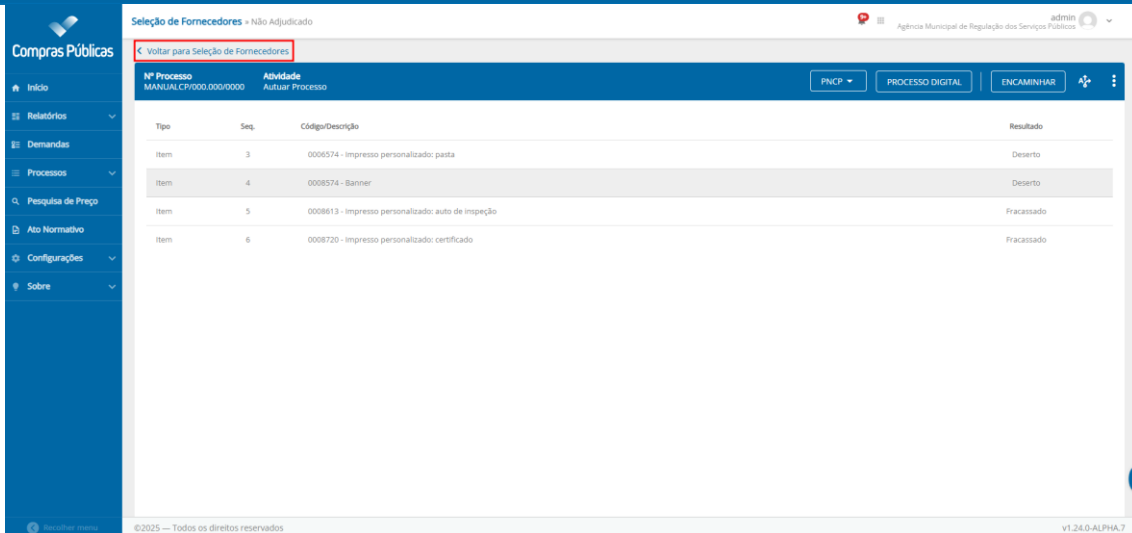 Compras Públicas
Início
Relatórios
Demandas
Processos
Pesquisa de Preço
Ato Normativo
Configurações
Sobre
Recolher menu
Seleção de Fornecedores » Não Adjudicado
9+
admin
Agência Municipal de Regulação dos Serviços Públicos
Voltar para Seleção de Fornecedores
Nº Processo Atividade
MANUALCP/000.000/0000 Autuar Processo
PNCP PROCESSO DIGITAL ENCAMINHAR
Tipo Seq. Código/Descrição Resultado
Item 3 0006574 - Impresso personalizado: pasta Deserto
Item 4 0008574 - Banner Deserto
Item 5 0008613 - Impresso personalizado: auto de inspeção Fracassado
Item 6 0008720 - Impresso personalizado: certificado Fracassado
©2025 — Todos os direitos reservados v1.24.0-ALPHA.7